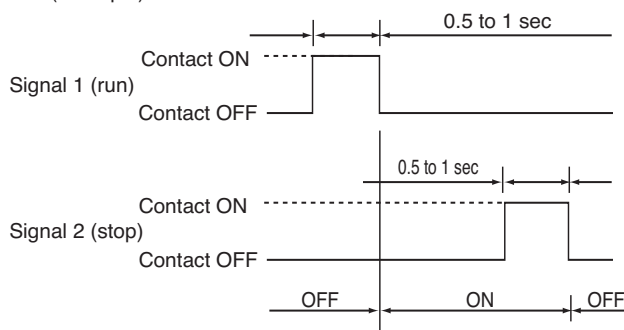 0.5 to 1 sec
Contact ON
Signal 1 (run)
Contact OFF
0.5 to 1 sec
Contact ON
Signal 2 (stop)
Contact OFF
OFF ON OFF